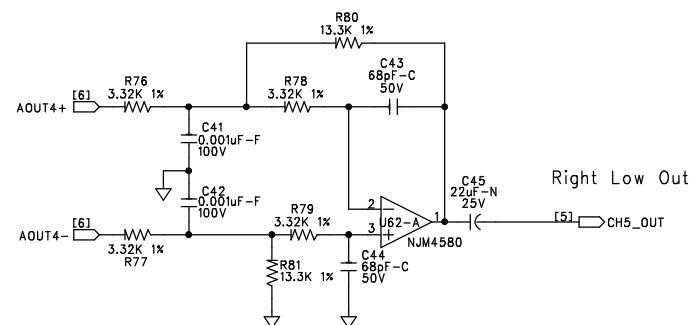 R80
13.3K 1%
C43
68pF-C
50V
[6]
R76
3.32K 1%
R78
3.32K 1%
AOUT4+
C41
0.001uF-F
100V
C42
0.001uF-F
100V
C45
22uF-N
25V
Right Low Out
[6]
R79
3.32K 1%
2
U62-A
1
3
NJM4580
[5]
CH5_OUT
AOUT4-
3.32K 1%
R77
R81
13.3K 1%
C44
68pF-C
50V